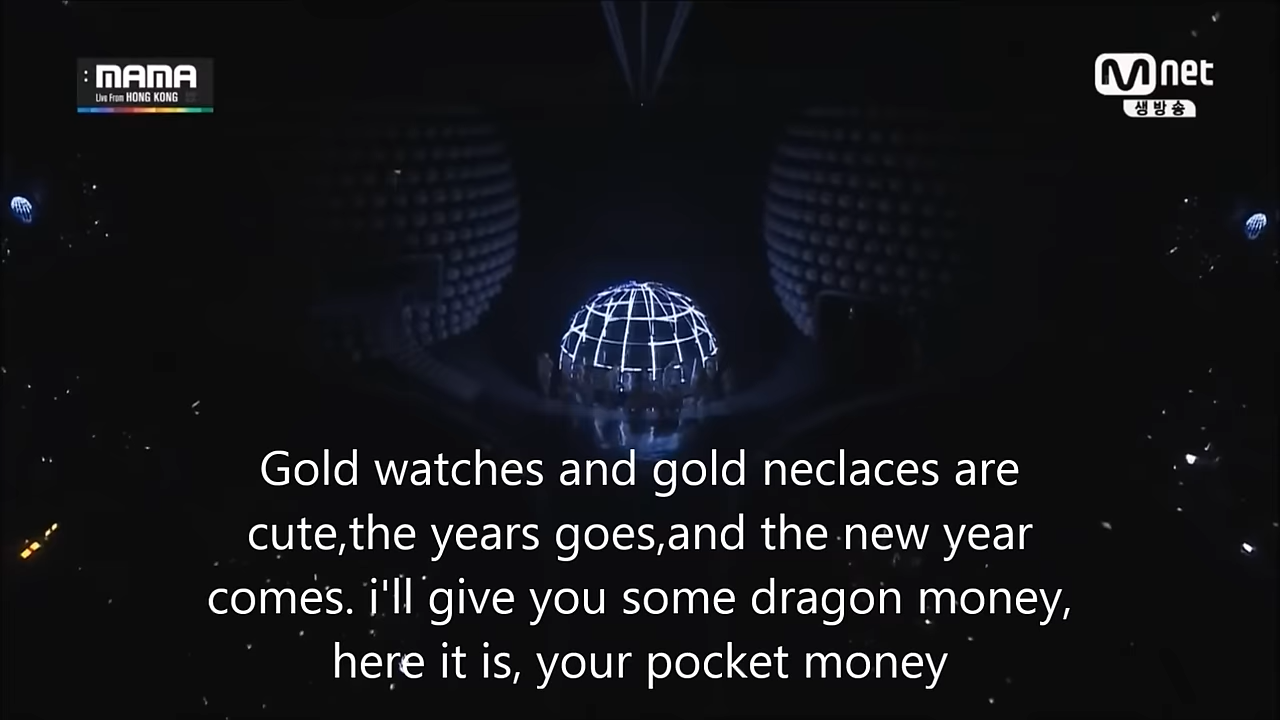 : MAMA
Live From HONG KONG
Mnet
생방송
Gold watches and gold neclaces are
cute,the years goes,and the new year
comes. i'll give you some dragon money,
here it is, your pocket money